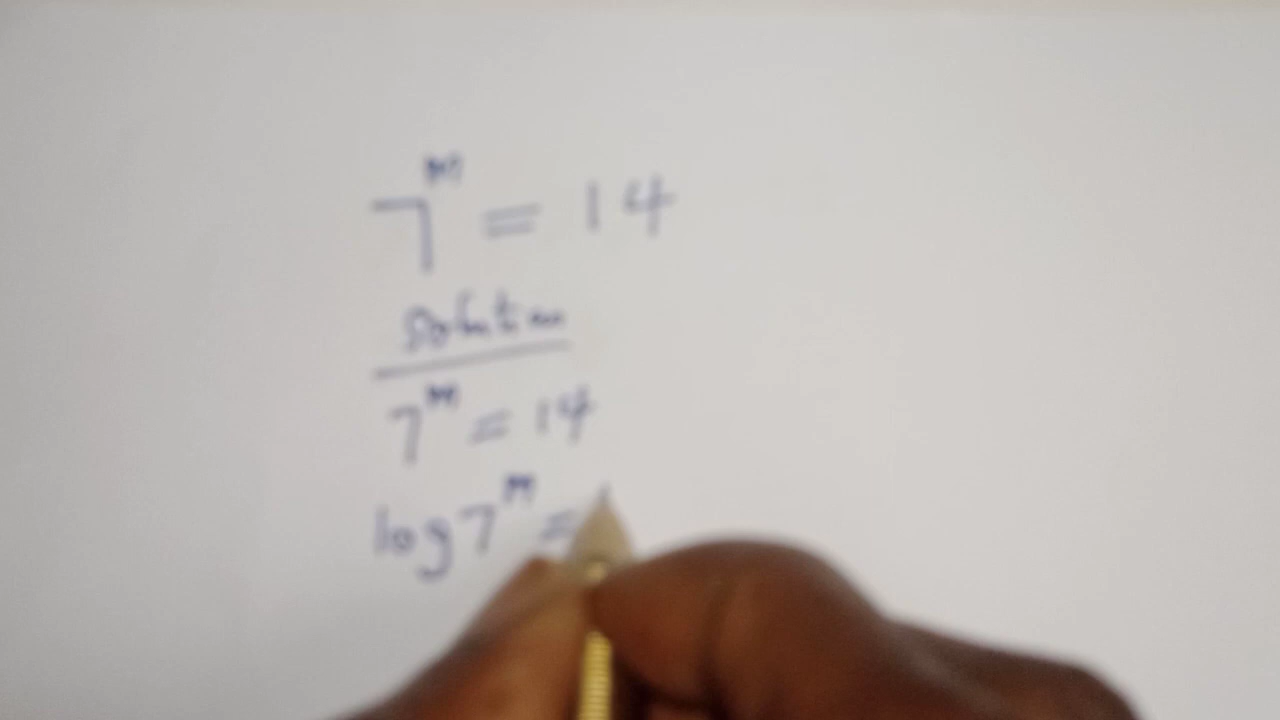 7^m = 14
Solution
7^m = 14
log 7^m =